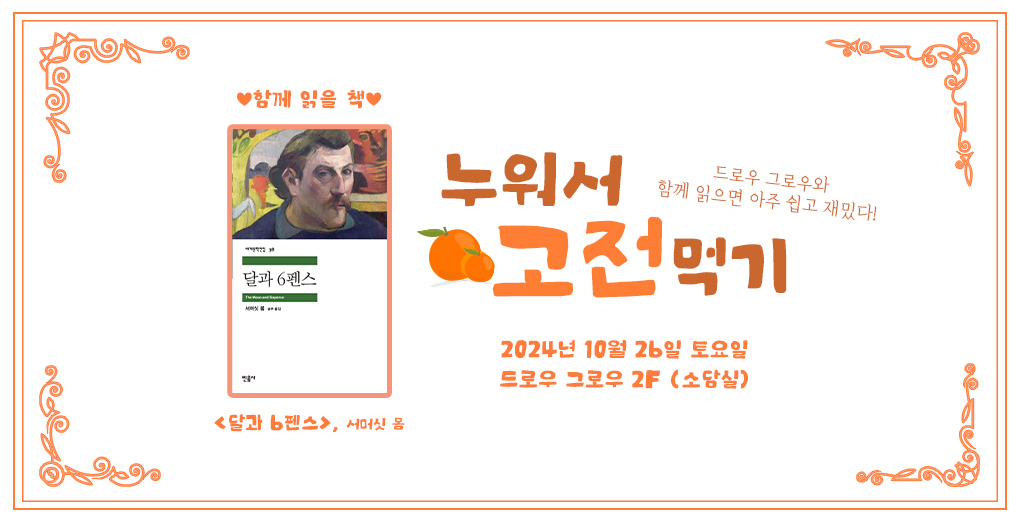 ♥함께 읽을 책♥
세계문학전집 38
달과 6펜스
The Moon and Sixpence
서머싯 몸 송무 옮김
민음사
<달과 6펜스>, 서머싯 몸
누워서
고전먹기
드로우 그로우와
함께 읽으면 아주 쉽고 재밌다!
2024년 10월 26일 토요일
드로우 그로우 2F (소담실)